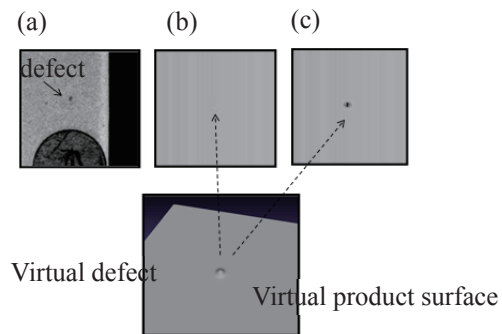 (a)
(b)
(c)
defect
Virtual defect
Virtual product surface